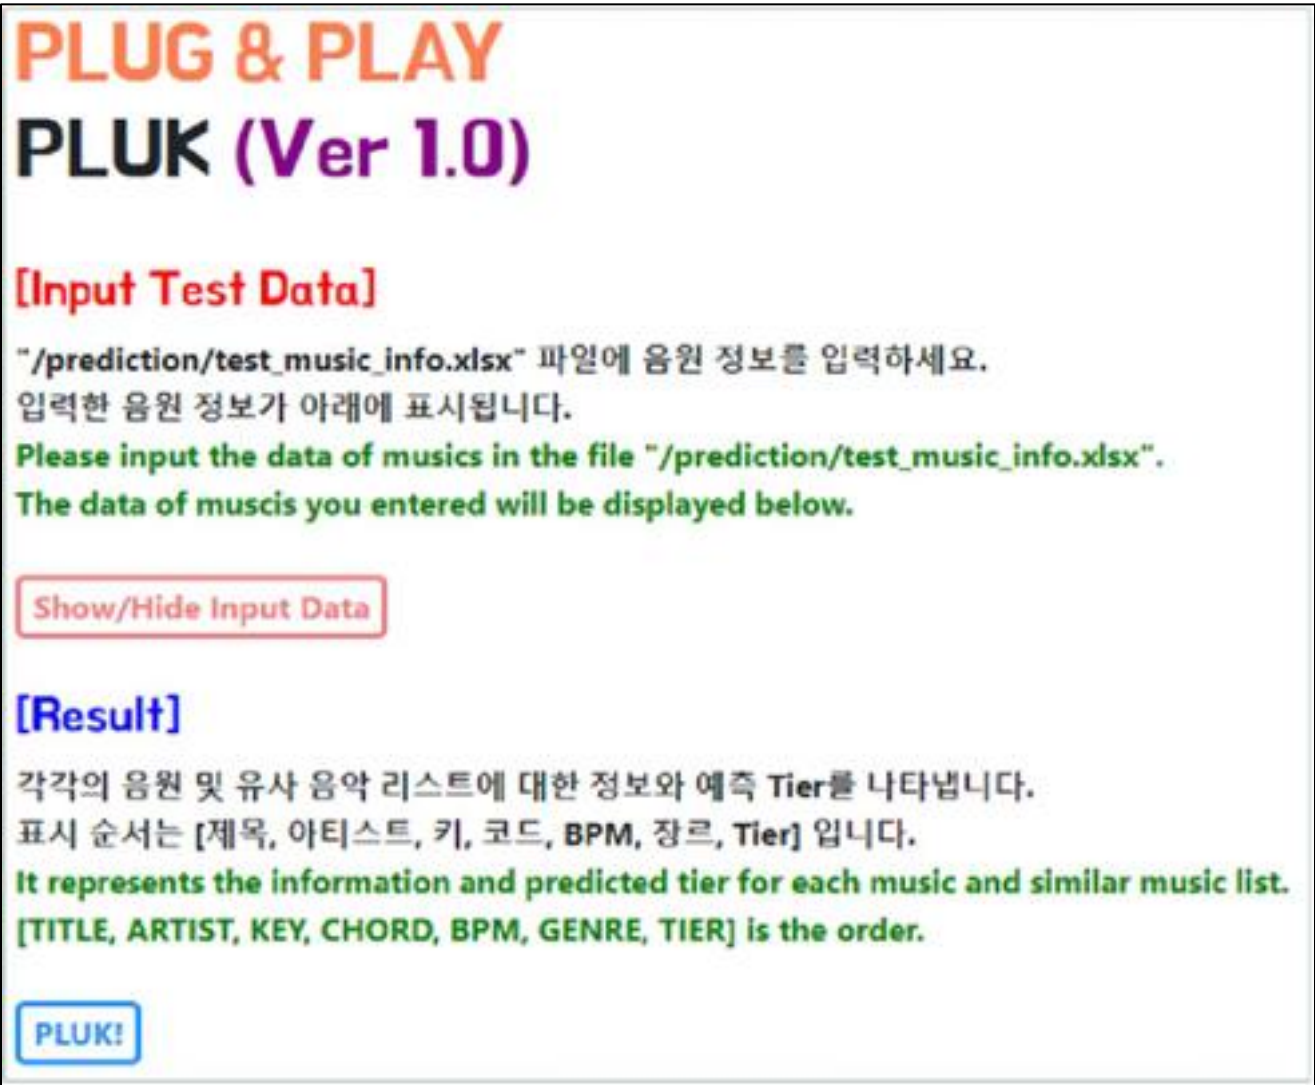 PLUG & PLAY
PLUK (Ver 1.0)
[Input Test Data]
"/prediction/test_music_info.xlsx" 파일에 음원 정보를 입력하세요.
입력한 음원 정보가 아래에 표시됩니다.
Please input the data of musics in the file "/prediction/test_music_info.xlsx".
The data of muscis you entered will be displayed below.
Show/Hide Input Data
[Result]
각각의 음원 및 유사 음악 리스트에 대한 정보와 예측 Tier를 나타냅니다.
표시 순서는 [제목, 아티스트, 키, 코드, BPM, 장르, Tier] 입니다.
It represents the information and predicted tier for each music and similar music list.
[TITLE, ARTIST, KEY, CHORD, BPM, GENRE, TIER] is the order.
PLUK!